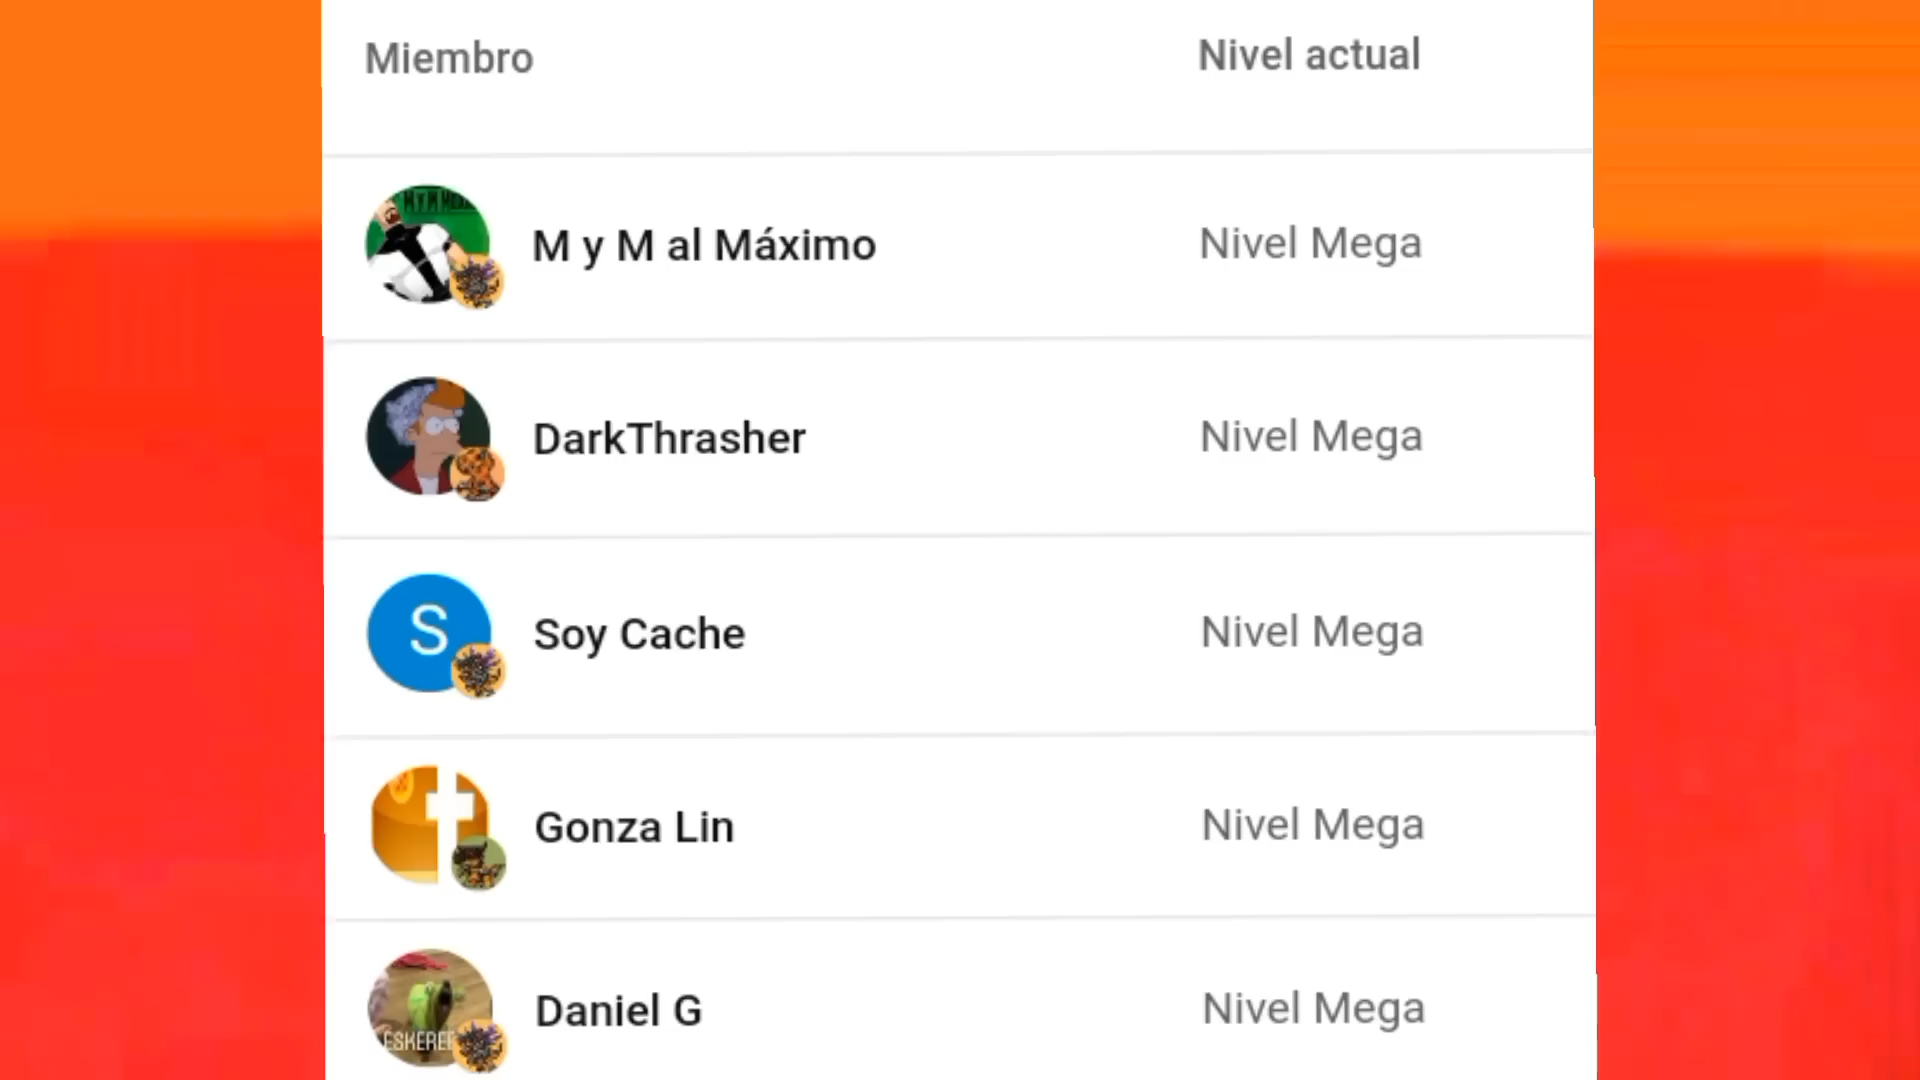 Miembro Nivel actual
M y M al Máximo Nivel Mega
DarkThrasher Nivel Mega
S
Soy Cache Nivel Mega
Gonza Lin Nivel Mega
Daniel G Nivel Mega